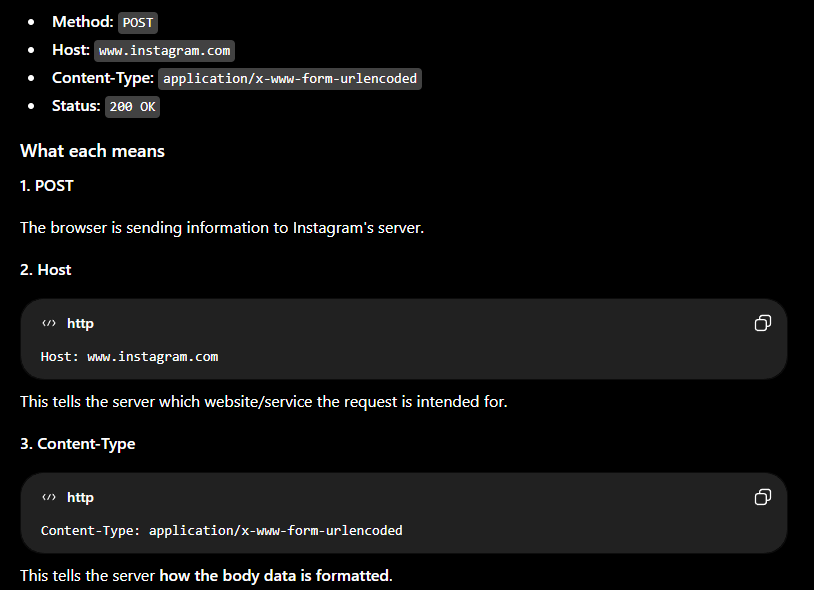 Method: POST
Host: www.instagram.com
Content-Type: application/x-www-form-urlencoded
Status: 200 OK
What each means
1. POST
The browser is sending information to Instagram's server.
2. Host
http
Host: www.instagram.com
This tells the server which website/service the request is intended for.
3. Content-Type
http
Content-Type: application/x-www-form-urlencoded
This tells the server how the body data is formatted.